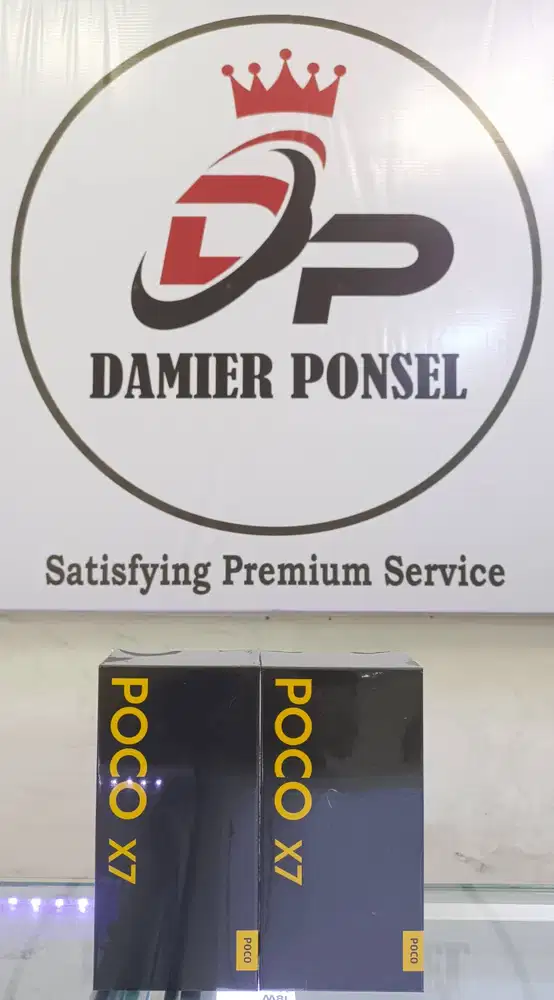 DP
DAMIER PONSEL
Satisfying Premium Service
POCO X7
POCO
POCO X7
POCO